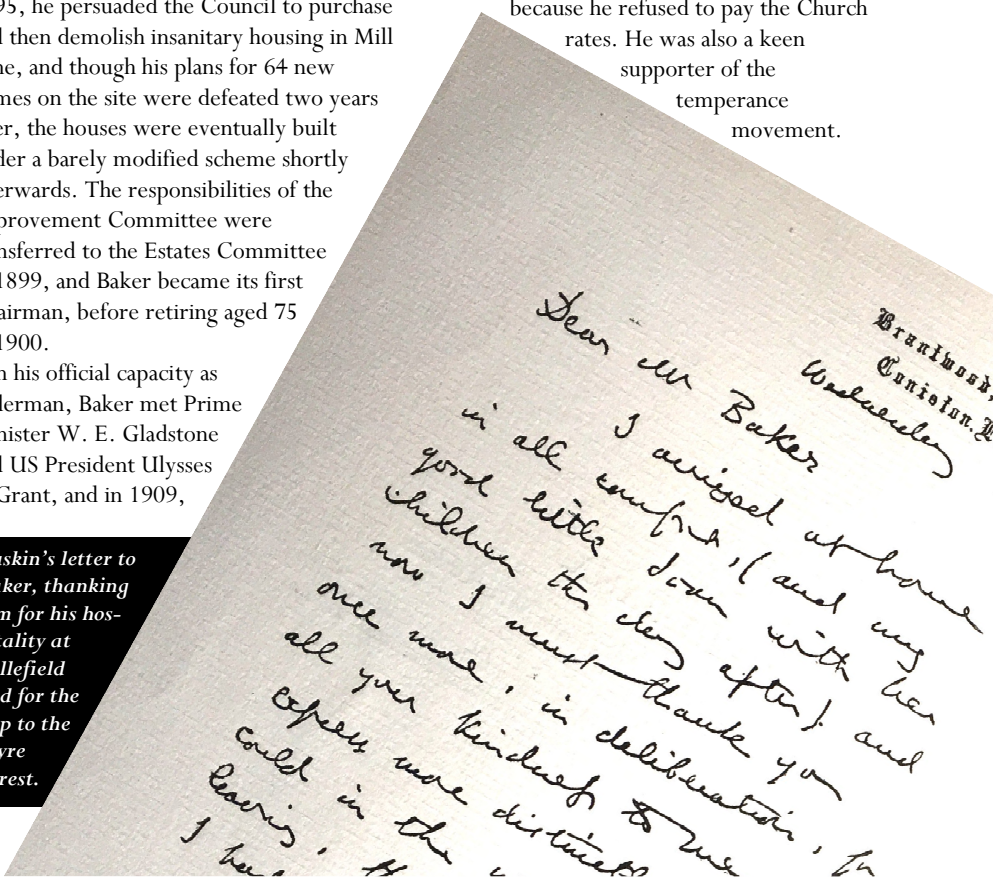 95, he persuaded the Council to purchase
l then demolish insanitary housing in Mill
ne, and though his plans for 64 new
mes on the site were defeated two years
er, the houses were eventually built
der a barely modified scheme shortly
erwards. The responsibilities of the
provement Committee were
nsferred to the Estates Committee
1899, and Baker became its first
airman, before retiring aged 75
1900.
n his official capacity as
lerman, Baker met Prime
nister W. E. Gladstone
l US President Ulysses
Grant, and in 1909,
because he refused to pay the Church
rates. He was also a keen
supporter of the
temperance
movement.
uskin's letter to
ker, thanking
m for his hos-
tality at
llefield
d for the
p to the
yre
rest.
Brantwood,
Coniston.
Wednesday
Dear Mr Baker
I arrived at home
in all comfort, (and my
good little down with her
children the day after) and
now I must thank you
once more, in deliberation, for
all your kindness to me
express more distinctly
could in the
leaving,
I